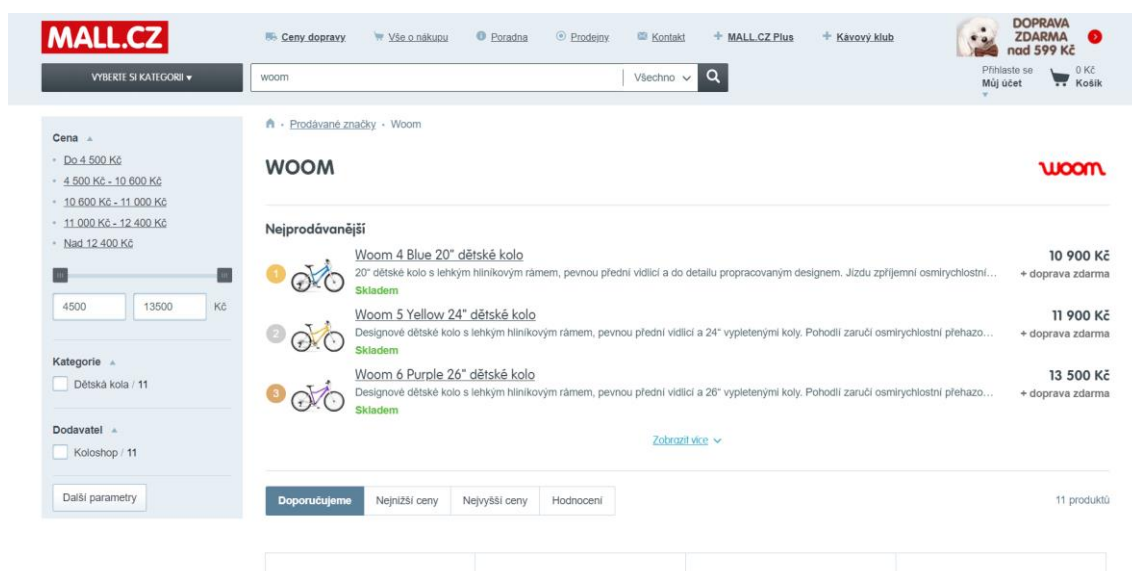 MALL.CZ
Ceny dopravy Vše o nákupu Poradna Prodejny Kontakt MALL.CZ Plus Kávový klub
DOPRAVA
ZDARMA
nad 599 Kč
VYBERTE SI KATEGORII
woom Všechno
Přihlaste se 0 Kč
Můj účet Košík
Cena
Do 4 500 Kč
4 500 Kč - 10 600 Kč
10 600 Kč - 11 000 Kč
11 000 Kč - 12 400 Kč
Nad 12 400 Kč
4500 13500 Kč
Kategorie
Dětská kola / 11
Dodavatel
Koloshop / 11
Další parametry
Prodávané značky • Woom
WOOM
woom
Nejprodávanější
1
Woom 4 Blue 20" dětské kolo 10 900 Kč
20" dětské kolo s lehkým hliníkovým rámem, pevnou přední vidlicí a do detailu propracovaným designem. Jízdu zpříjemní osmirychlostní... + doprava zdarma
Skladem
2
Woom 5 Yellow 24" dětské kolo 11 900 Kč
Designové dětské kolo s lehkým hliníkovým rámem, pevnou přední vidlicí a 24" vypletenými koly. Pohodlí zaručí osmirychlostní přehazo... + doprava zdarma
Skladem
3
Woom 6 Purple 26" dětské kolo 13 500 Kč
Designové dětské kolo s lehkým hliníkovým rámem, pevnou přední vidlicí a 26" vypletenými koly. Pohodlí zaručí osmirychlostní přehazo... + doprava zdarma
Skladem
Zobrazit více
Doporučujeme Nejnižší ceny Nejvyšší ceny Hodnocení 11 produktů